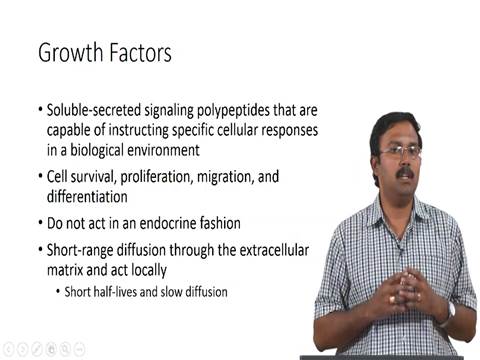 Growth Factors
• Soluble-secreted signaling polypeptides that are
capable of instructing specific cellular responses
in a biological environment
• Cell survival, proliferation, migration, and
differentiation
• Do not act in an endocrine fashion
• Short-range diffusion through the extracellular
matrix and act locally
• Short half-lives and slow diffusion